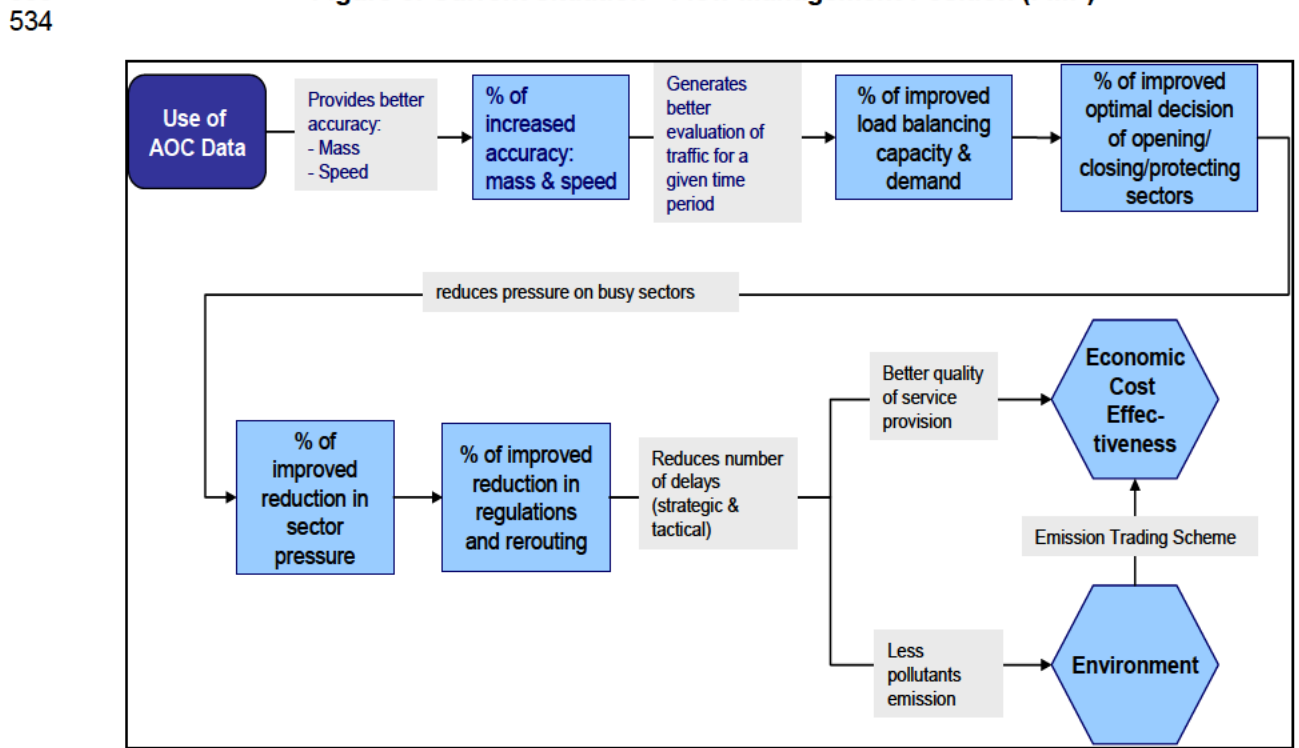 534
Use of
AOC Data
Provides better
accuracy:
- Mass
- Speed
% of
increased
accuracy:
mass & speed
Generates
better
evaluation of
traffic for a
given time
period
% of improved
load balancing
capacity &
demand
% of improved
optimal decision
of opening/
closing/protecting
sectors
reduces pressure on busy sectors
% of
improved
reduction in
sector
pressure
% of improved
reduction in
regulations
and rerouting
Reduces number
of delays
(strategic &
tactical)
Better quality
of service
provision
Economic
Cost
Effec-
tiveness
Emission Trading Scheme
Less
pollutants
emission
Environment